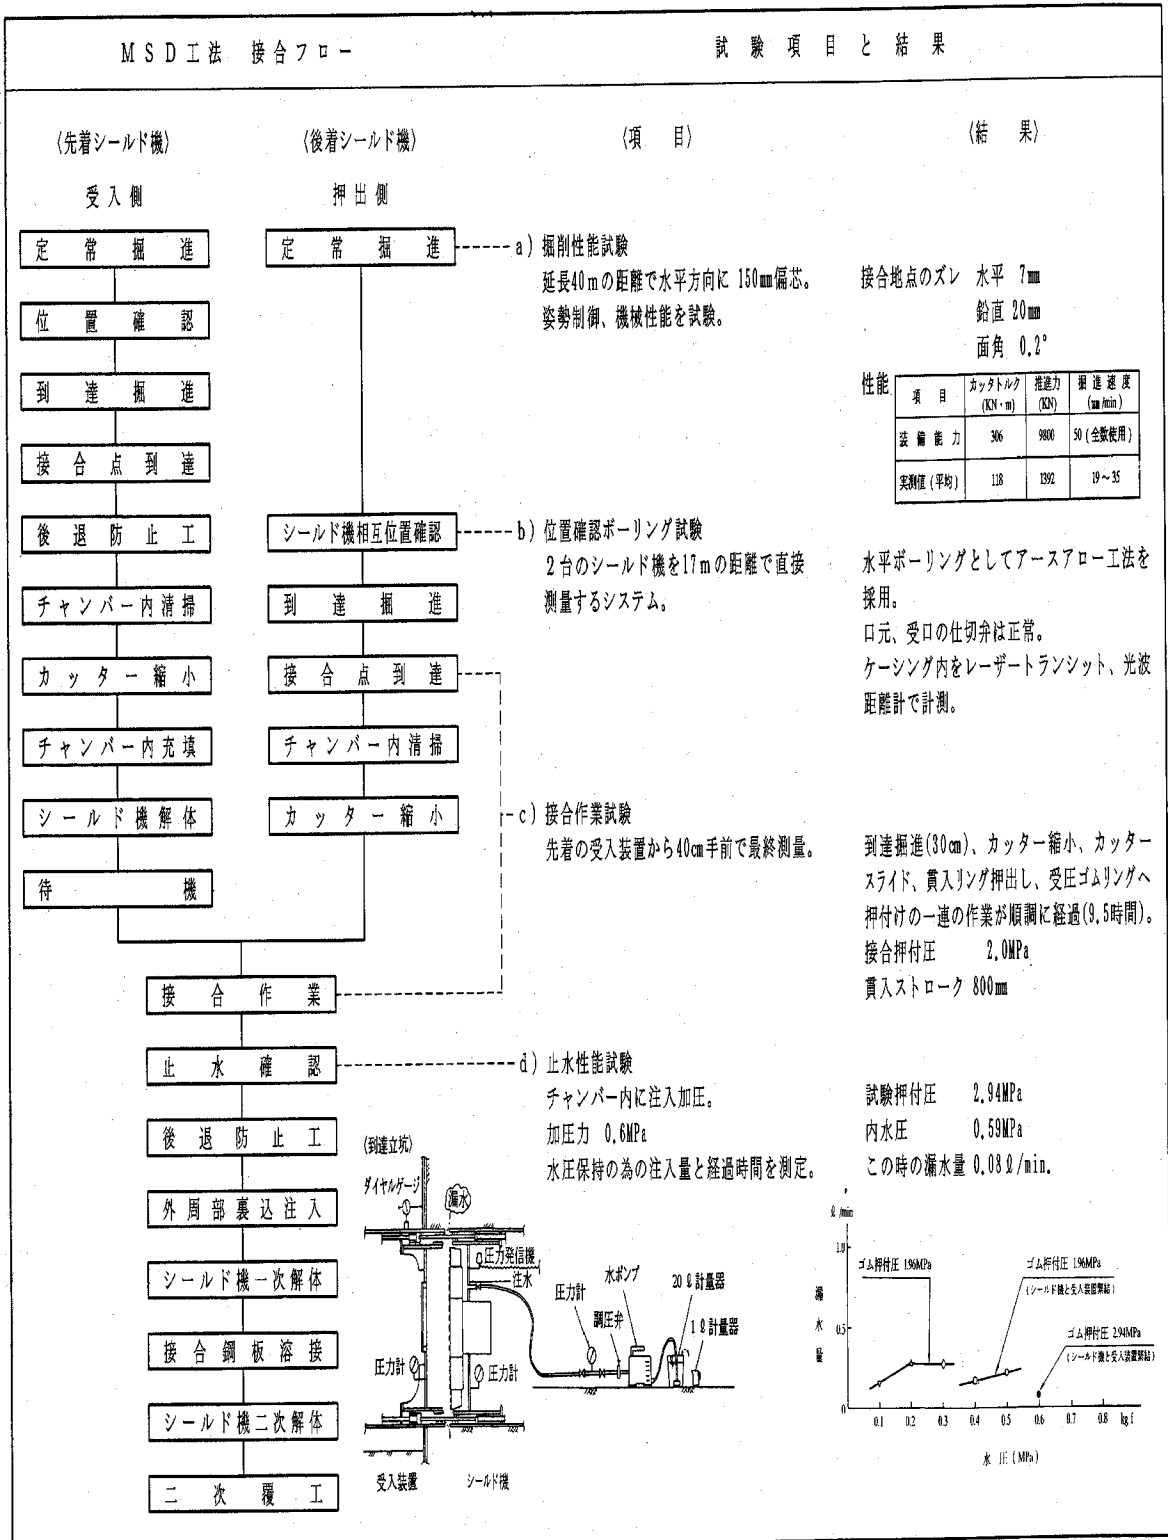 MSD工法 接合フロー
試験項目と結果
〈先着シールド機〉
受入側
定常掘進
位置確認
到達掘進
接合点到達
後退防止工
チャンバー内清掃
カッター縮小
チャンバー内充填
シールド機解体
待機
〈後着シールド機〉
押出側
定常掘進
シールド機相互位置確認
到達掘進
接合点到達
チャンバー内清掃
カッター縮小
接合作業
止水確認
後退防止工
外周部裏込注入
シールド機一次解体
接合鋼板溶接
シールド機二次解体
二次覆工
〈項目〉
a) 掘削性能試験
延長40mの距離で水平方向に 150mm偏芯。
姿勢制御、機械性能を試験。
b) 位置確認ボーリング試験
2台のシールド機を17mの距離で直接
測量するシステム。
c) 接合作業試験
先着の受入装置から40cm手前で最終測量。
d) 止水性能試験
チャンバー内に注入加圧。
加圧力 0.6MPa
水圧保持の為の注入量と経過時間を測定。
〈結果〉
接合地点のズレ 水平 7mm
鉛直 20mm
面角 0.2°
性能
項目 カッタトルク (KN・m) 推進力 (KN) 掘進速度 (mm/min)
装備能力 306 9800 50 (全数使用)
実測値 (平均) 118 1392 19～35
水平ボーリングとしてアースアロー工法を
採用。
口元、受口の仕切弁は正常。
ケーシング内をレーザートランシット、光波
距離計で計測。
到達掘進(30cm)、カッター縮小、カッター
スライド、貫入リング押出し、受圧ゴムリングへ
押付けの一連の作業が順調に経過(9.5時間)。
接合押付圧 2.0MPa
貫入ストローク 800mm
試験押付圧 2.94MPa
内水圧 0.59MPa
この時の漏水量 0.08ℓ/min.
(到達立坑)
ダイヤルゲージ
漏水
圧力発信機
注水
圧力計
水ポンプ
調圧弁
20ℓ計量器
1ℓ計量器
圧力計
圧力計
受入装置
シールド機
ℓ/min
1.0
0.5
0
漏水量
ゴム押付圧 1.96MPa
ゴム押付圧 1.96MPa
(シールド機と受入装置緊結)
ゴム押付圧 2.94MPa
(シールド機と受入装置緊結)
0.1 0.2 0.3 0.4 0.5 0.6 0.7 0.8 kg f
水圧(MPa)